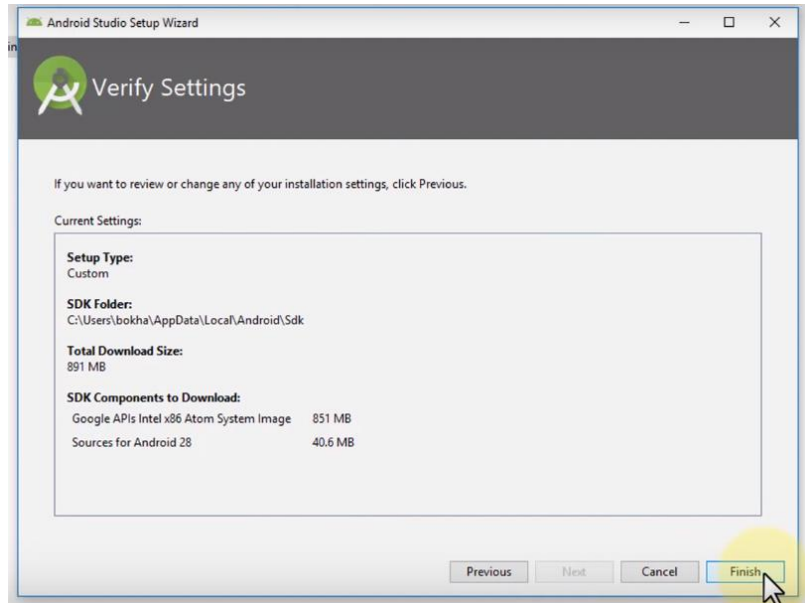 Android Studio Setup Wizard
in
Verify Settings
If you want to review or change any of your installation settings, click Previous.
Current Settings:
Setup Type:
Custom
SDK Folder:
C:\Users\bokha\AppData\Local\Android\Sdk
Total Download Size:
891 MB
SDK Components to Download:
Google APIs Intel x86 Atom System Image 851 MB
Sources for Android 28 40.6 MB
Previous Next Cancel Finish